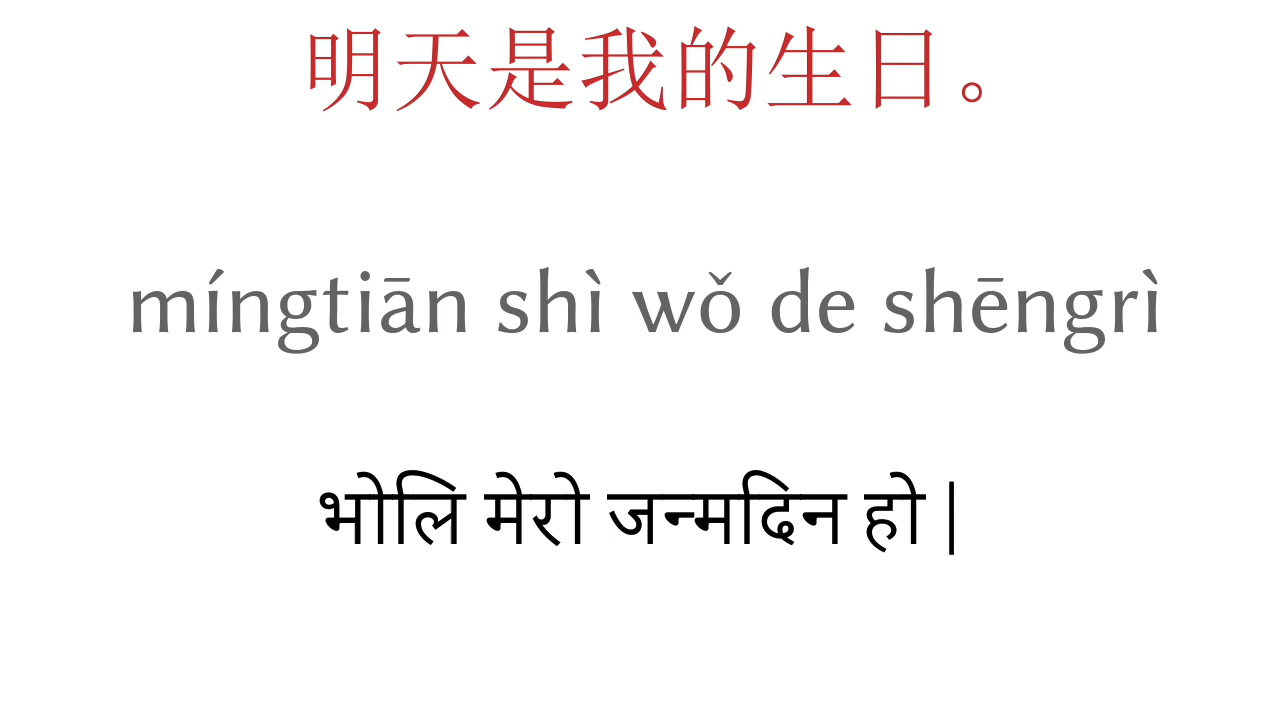 明天是我的生日。
míngtiān shì wǒ de shēngrì
भोलि मेरो जन्मदिन हो|